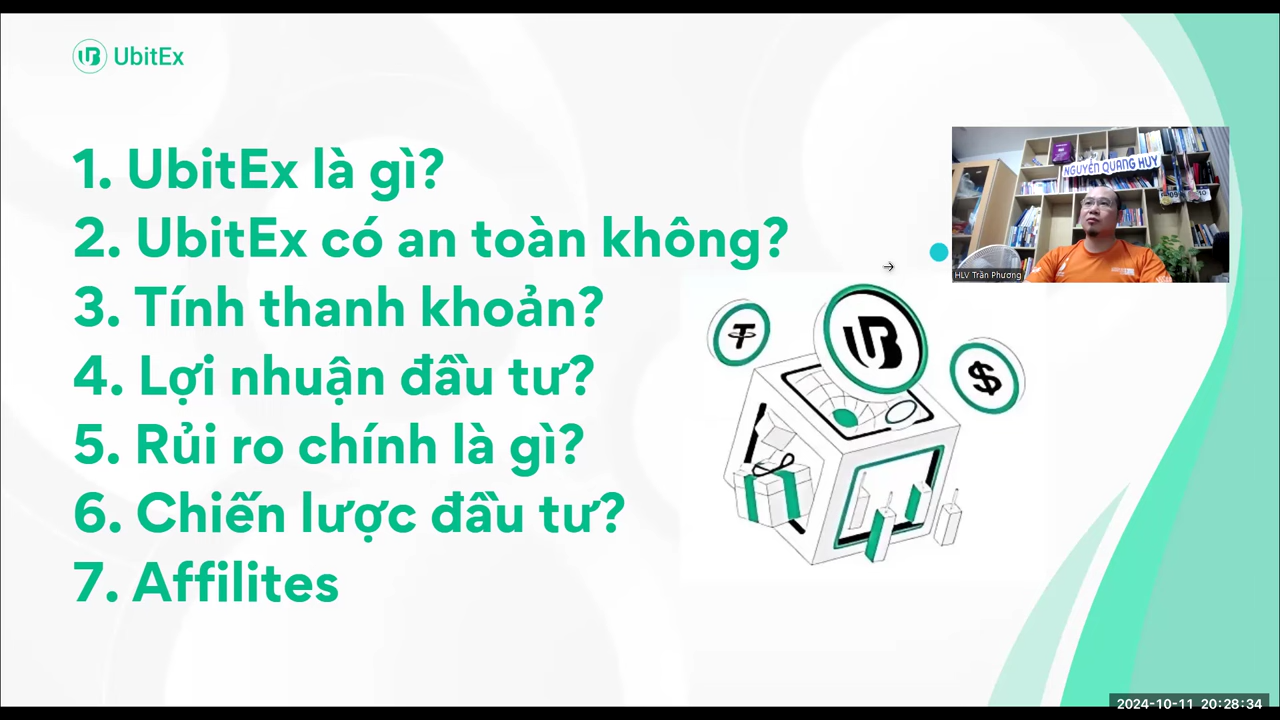 UbitEx
1. UbitEx là gì?
2. UbitEx có an toàn không?
3. Tính thanh khoản?
4. Lợi nhuận đầu tư?
5. Rủi ro chính là gì?
6. Chiến lược đầu tư?
7. Affilites
NGUYỄN QUANG HUY
HLV Trần Phương
2024-10-11 20:28:34